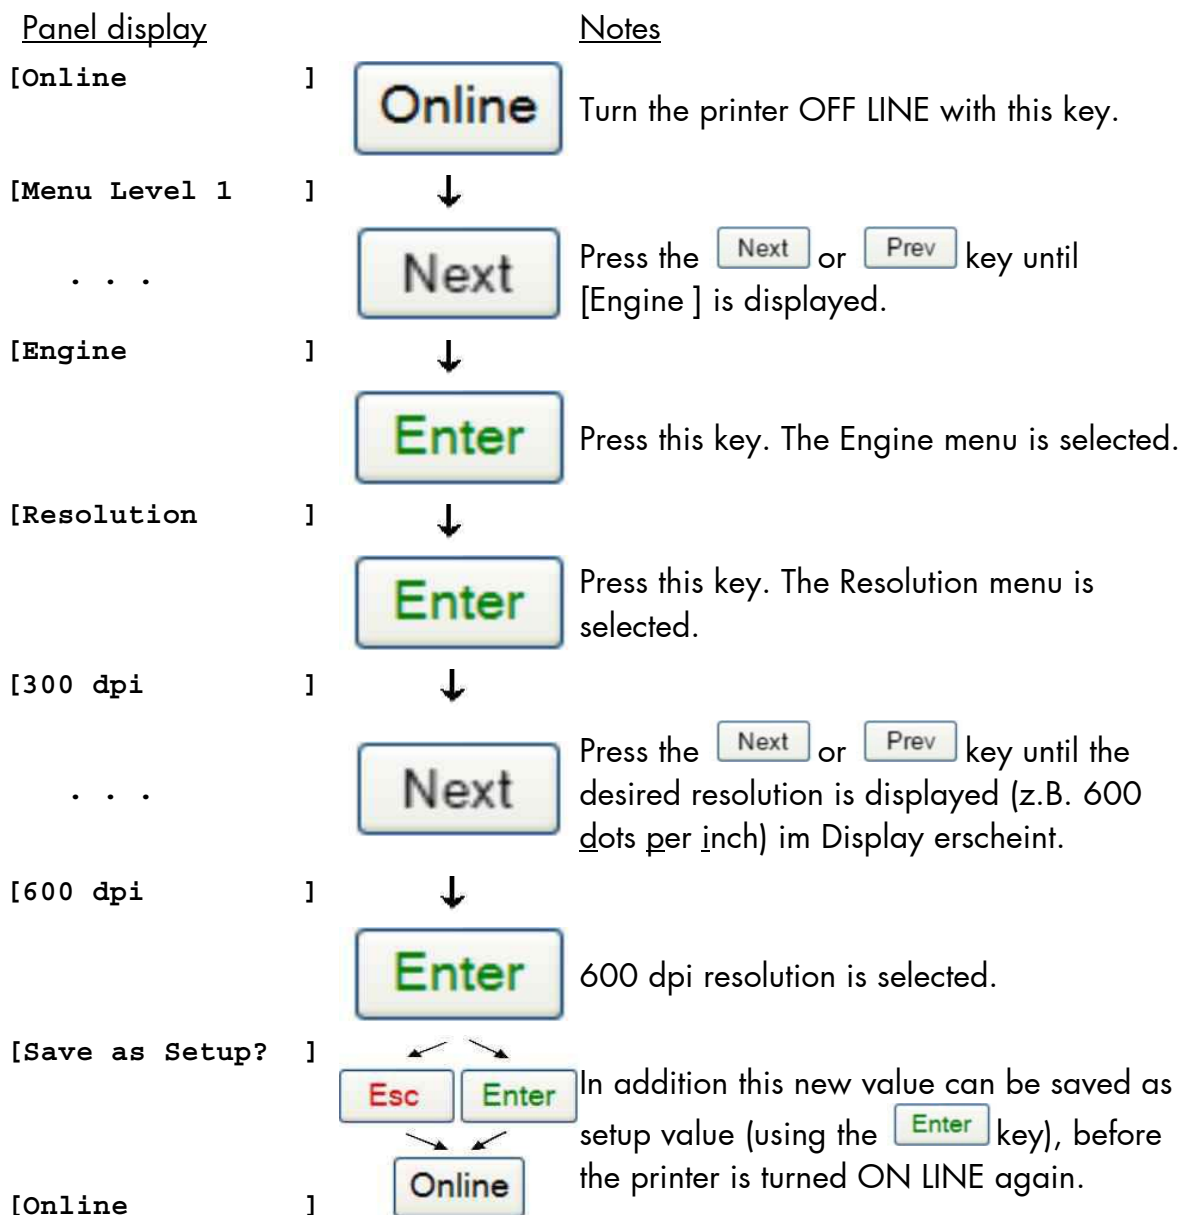 Panel display Notes
[Online ] Online Turn the printer OFF LINE with this key.
[Menu Level 1 ]
. . . Next Press the Next or Prev key until
[Engine ] is displayed.
[Engine ]
Enter Press this key. The Engine menu is selected.
[Resolution ]
Enter Press this key. The Resolution menu is
selected.
[300 dpi ]
. . . Next Press the Next or Prev key until the
desired resolution is displayed (z.B. 600
dots per inch) im Display erscheint.
[600 dpi ]
Enter 600 dpi resolution is selected.
[Save as Setup? ]
Esc Enter In addition this new value can be saved as
setup value (using the Enter key), before
Online the printer is turned ON LINE again.
[Online ]